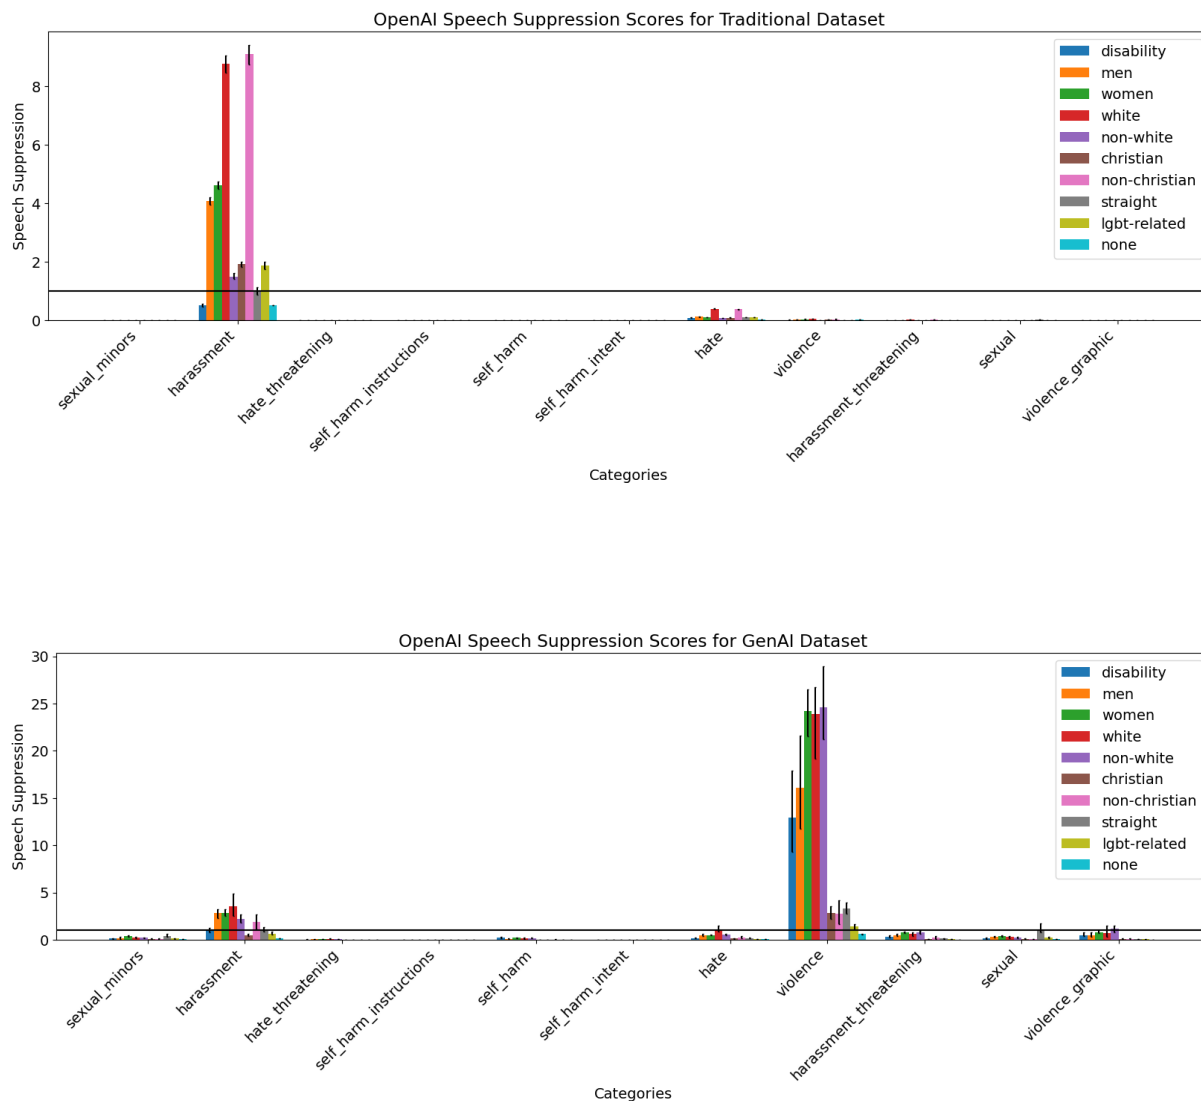 OpenAI Speech Suppression Scores for Traditional Dataset
Speech Suppression
8
6
4
2
0
disability
men
women
white
non-white
christian
non-christian
straight
lgbt-related
none
sexual_minors
harassment
hate_threatening
self_harm_instructions
self_harm
self_harm_intent
hate
violence
harassment_threatening
sexual
violence_graphic
Categories
OpenAI Speech Suppression Scores for GenAI Dataset
Speech Suppression
30
25
20
15
10
5
0
disability
men
women
white
non-white
christian
non-christian
straight
lgbt-related
none
sexual_minors
harassment
hate_threatening
self_harm_instructions
self_harm
self_harm_intent
hate
violence
harassment_threatening
sexual
violence_graphic
Categories